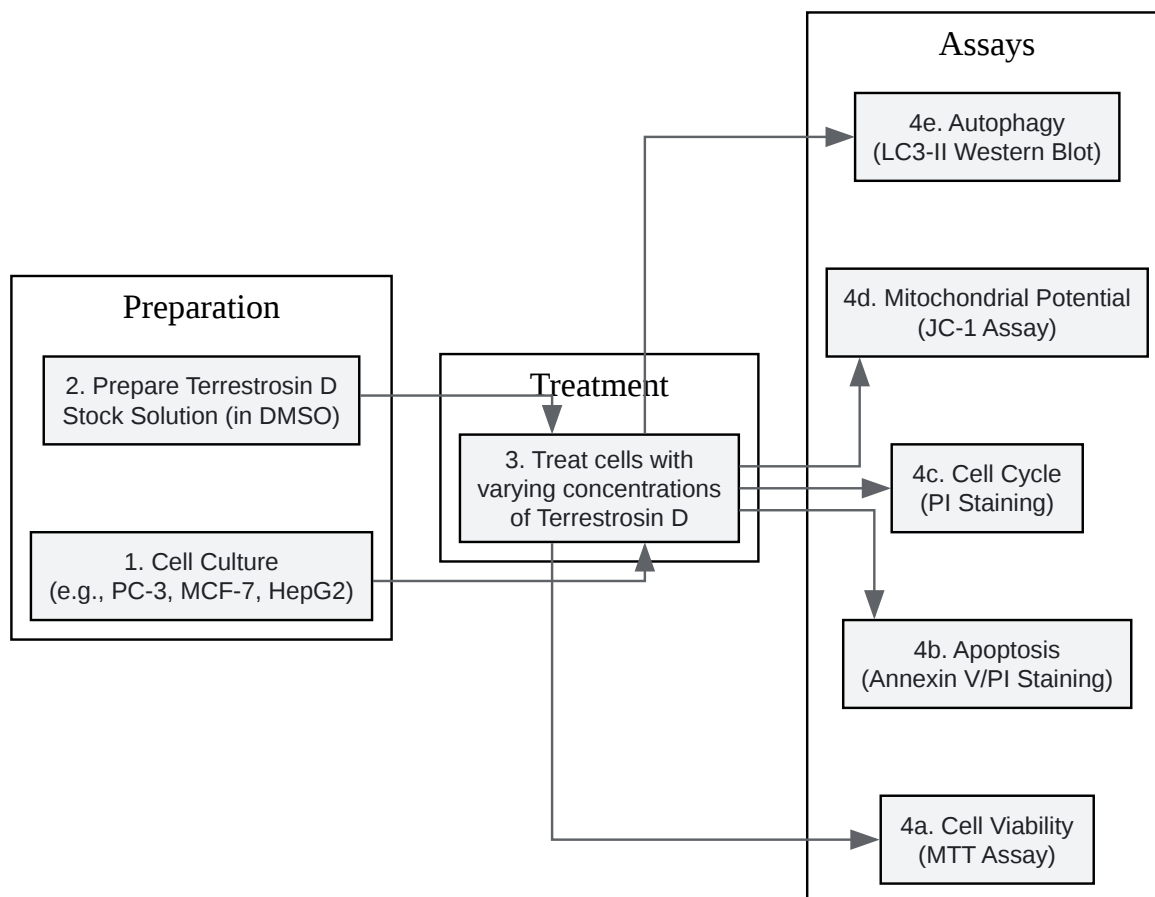 Preparation
2. Prepare Terrestrosin D
Stock Solution (in DMSO)
1. Cell Culture
(e.g., PC-3, MCF-7, HepG2)
Treatment
3. Treat cells with
varying concentrations
of Terrestrosin D
Assays
4e. Autophagy
(LC3-II Western Blot)
4d. Mitochondrial Potential
(JC-1 Assay)
4c. Cell Cycle
(PI Staining)
4b. Apoptosis
(Annexin V/PI Staining)
4a. Cell Viability
(MTT Assay)